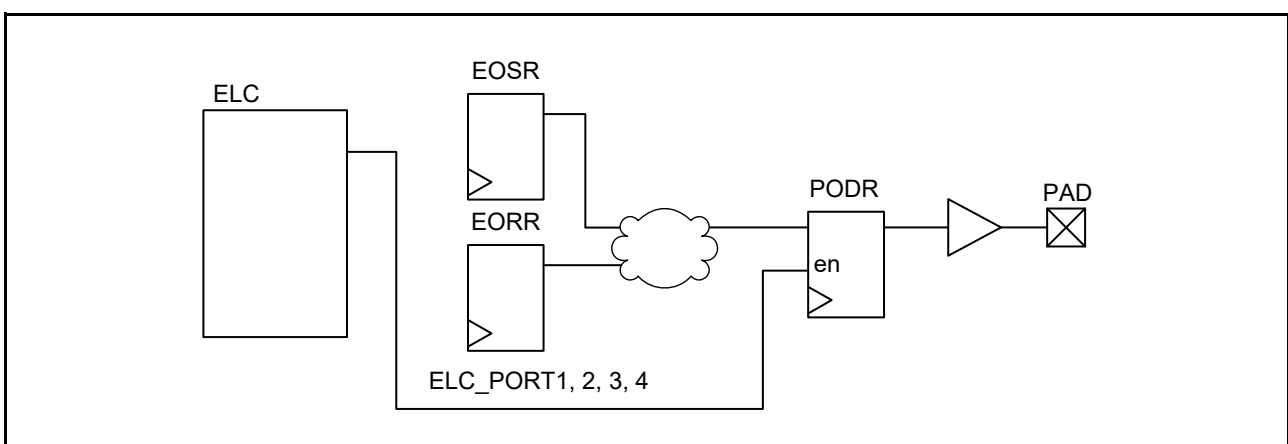 EOSR
ELC
PODR
PAD
EORR
en
ELC_PORT1, 2, 3, 4